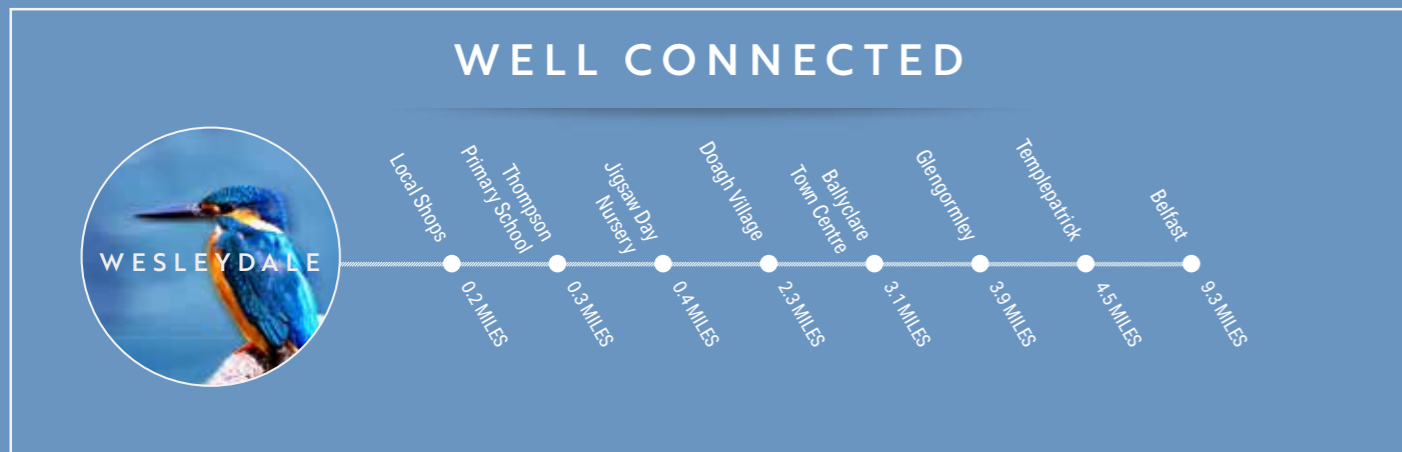 WELL CONNECTED
WESLEYDALE
Local Shops
0.2 MILES
Thompson
Primary School
0.3 MILES
Jigsaw Day
Nursery
0.4 MILES
Doagh Village
2.3 MILES
Ballyclare
Town Centre
3.1 MILES
Glengormley
3.9 MILES
Templepatrick
4.5 MILES
Belfast
9.3 MILES